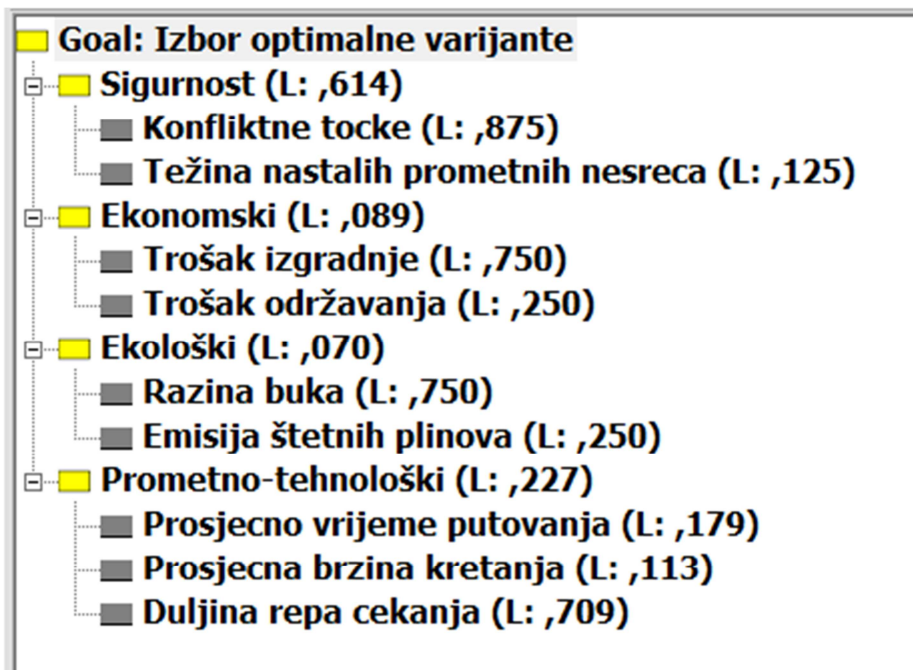 Goal: Izbor optimalne varijante
Sigurnost (L: ,614)
Konfliktne tocke (L: ,875)
Težina nastalih prometnih nesreca (L: ,125)
Ekonomski (L: ,089)
Trošak izgradnje (L: ,750)
Trošak održavanja (L: ,250)
Ekološki (L: ,070)
Razina buka (L: ,750)
Emisija štetnih plinova (L: ,250)
Prometno-tehnološki (L: ,227)
Prosjecno vrijeme putovanja (L: ,179)
Prosjecna brzina kretanja (L: ,113)
Duljina repa cekanja (L: ,709)